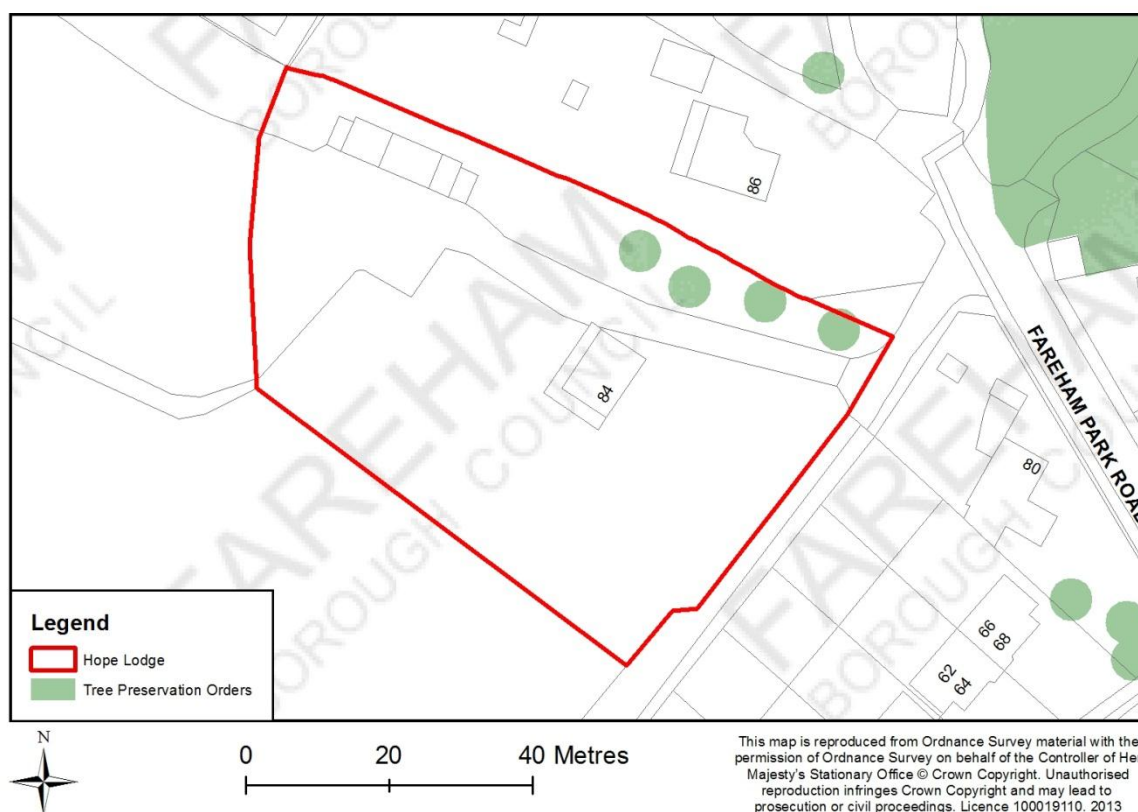 FAREHAM
BOROUGH COUNCIL
86
84
80
66
68
62
64
FAREHAM PARK ROAD
Legend
Hope Lodge
Tree Preservation Orders
N
0 20 40 Metres
This map is reproduced from Ordnance Survey material with the
permission of Ordnance Survey on behalf of the Controller of Her
Majesty's Stationary Office © Crown Copyright. Unauthorised
reproduction infringes Crown Copyright and may lead to
prosecution or civil proceedings. Licence 100019110. 2013